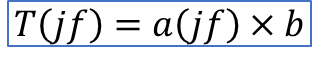 T(jf) = a(jf) × b